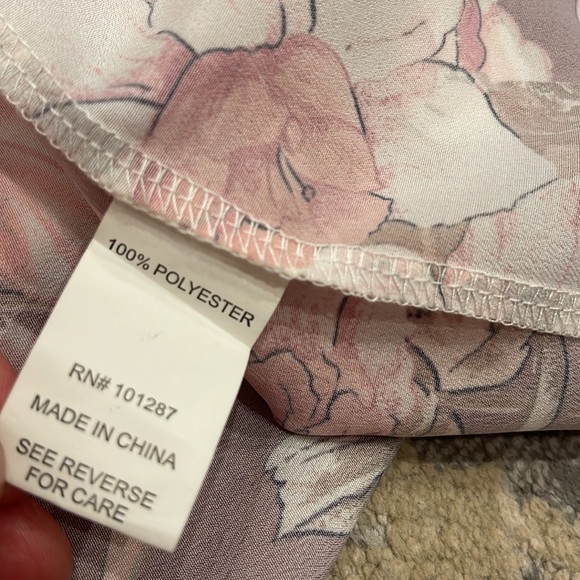 100% POLYESTER
RN# 101287
MADE IN CHINA
SEE REVERSE
FOR CARE